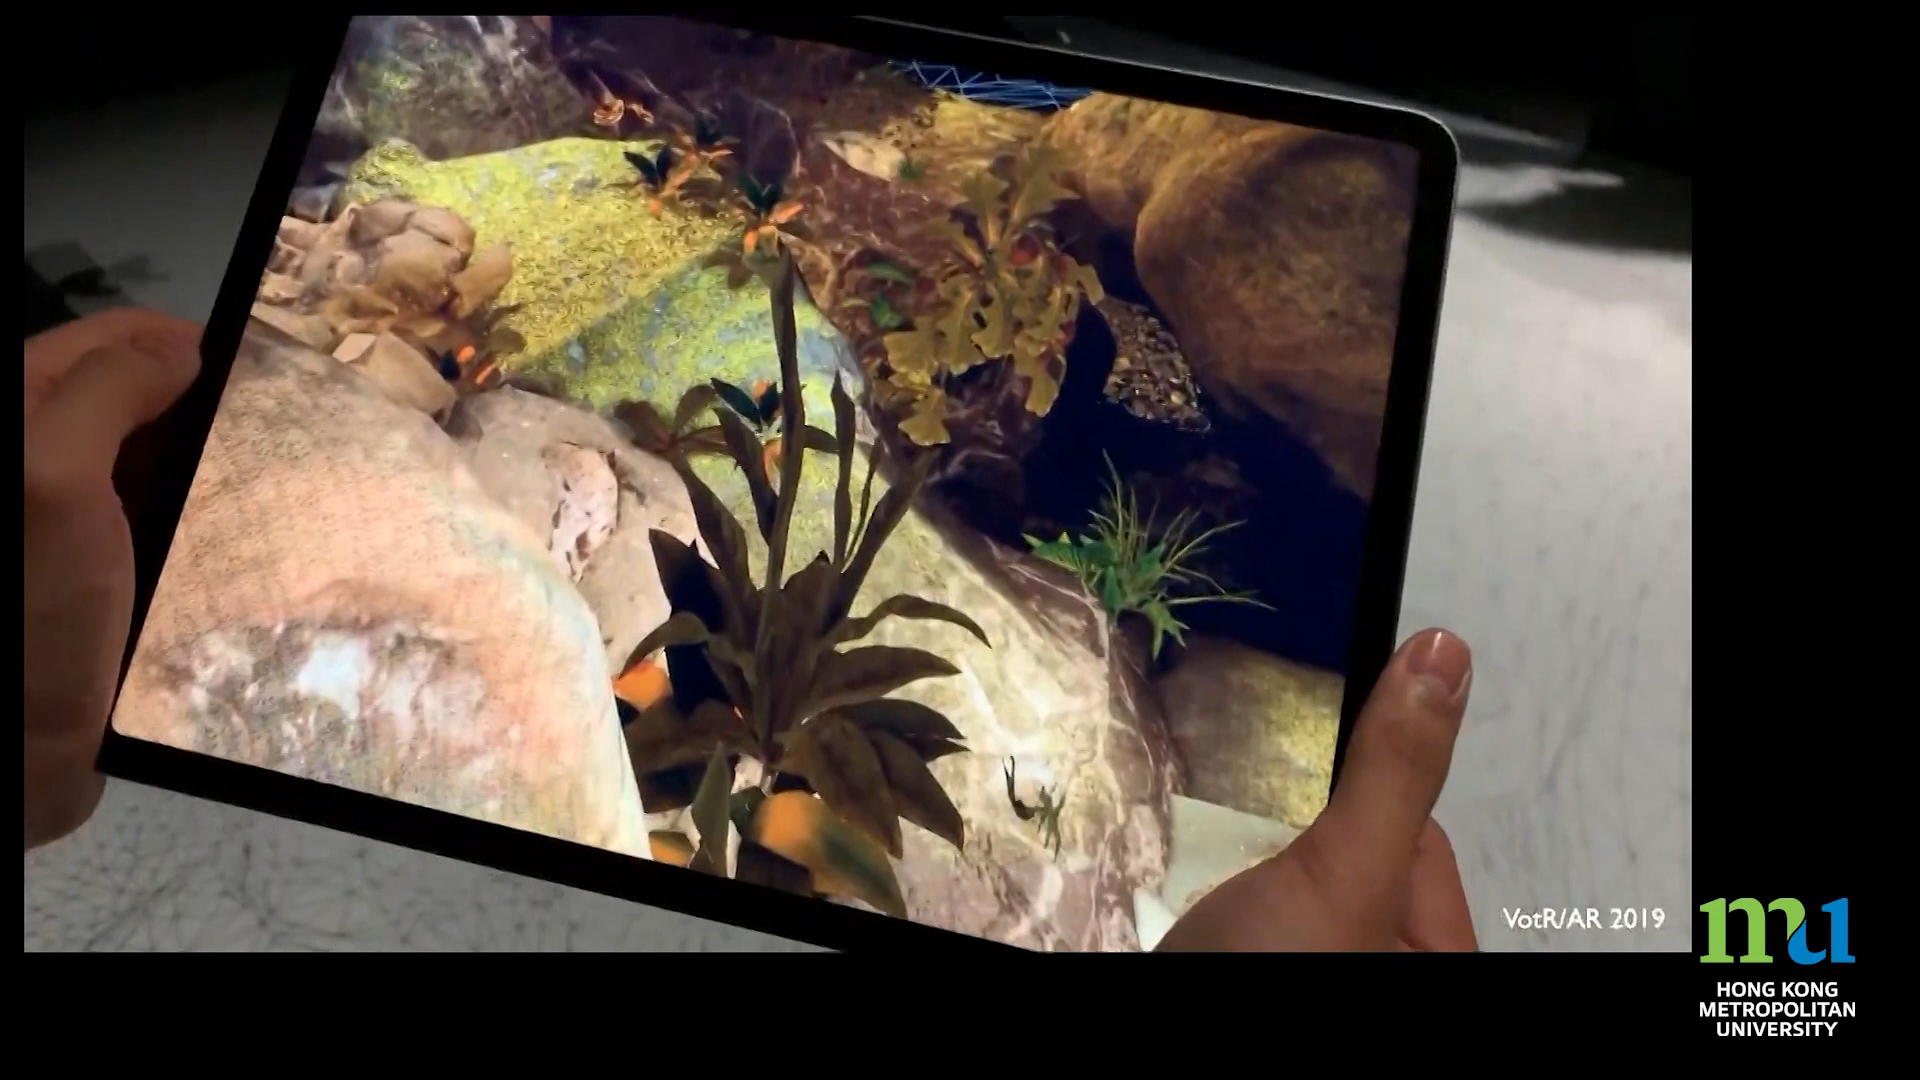 VotR/AR 2019
mu
HONG KONG
METROPOLITAN
UNIVERSITY